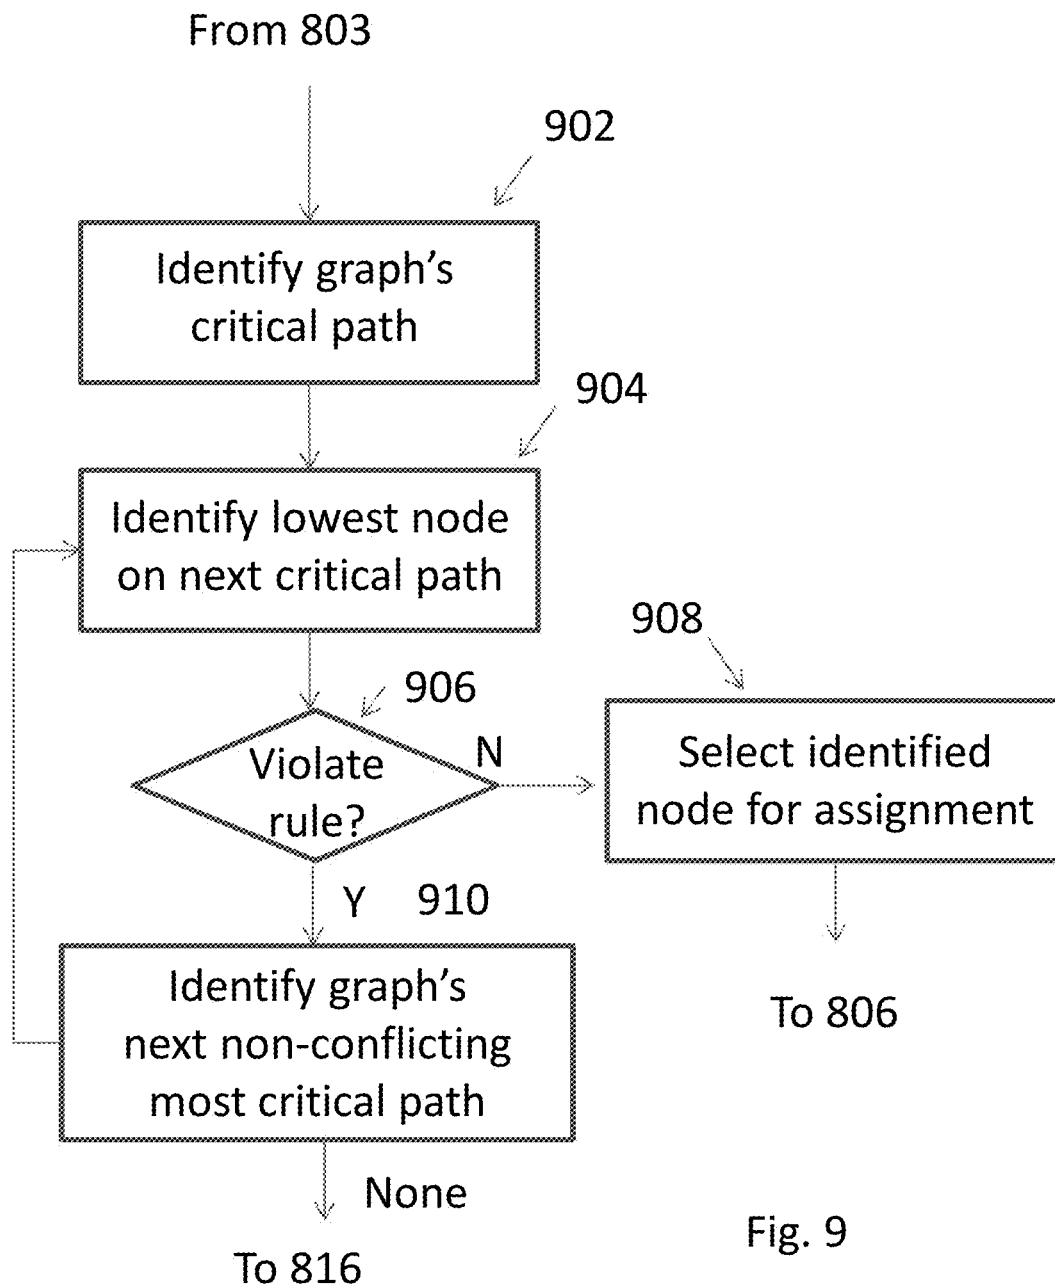 From 803
902
Identify graph's
critical path
904
Identify lowest node
on next critical path
906
908
Violate
rule?
N
Select identified
node for assignment
Y
910
To 806
Identify graph's
next non-conflicting
most critical path
None
To 816
Fig. 9